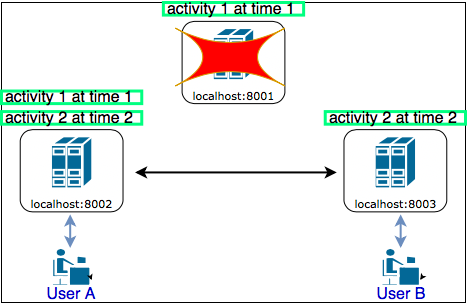 activity 1 at time 1
localhost:8001
activity 1 at time 1
activity 2 at time 2
activity 2 at time 2
localhost:8002
localhost:8003
User A
User B